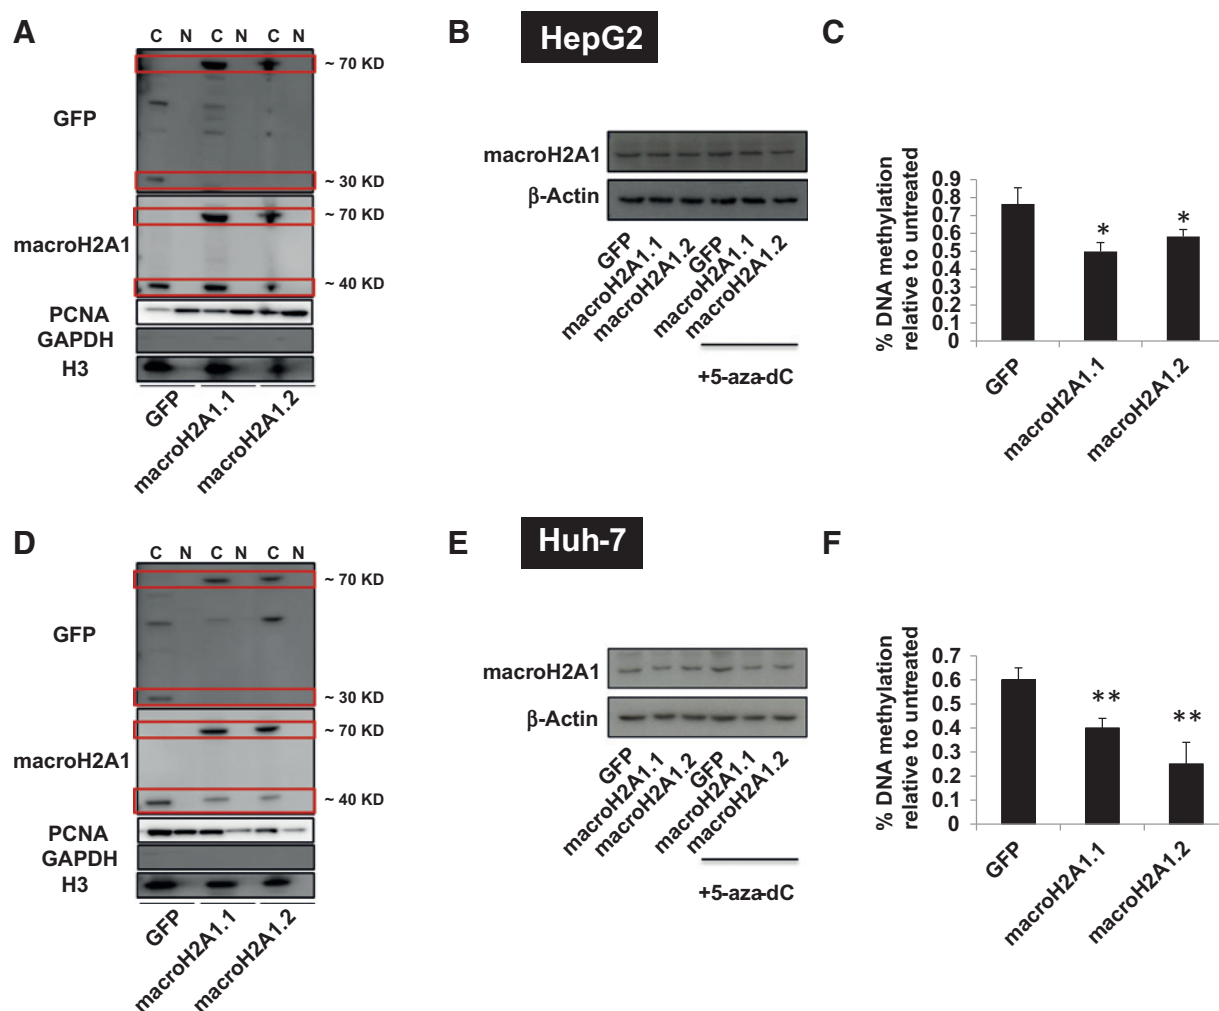 A
C N C N C N
~ 70 KD
GFP
~ 30 KD
~ 70 KD
macroH2A1
~ 40 KD
PCNA
GAPDH
H3
GFP
macroH2A1.1
macroH2A1.2
B
HepG2
macroH2A1
β-Actin
GFP
macroH2A1.1
macroH2A1.2
GFP
macroH2A1.1
macroH2A1.2
+5-aza-dC
C
% DNA methylation
relative to untreated
0.9
0.8
0.7
0.6
0.5
0.4
0.3
0.2
0.1
0
*
*
GFP
macroH2A1.1
macroH2A1.2
D
C N C N C N
~ 70 KD
GFP
~ 30 KD
~ 70 KD
macroH2A1
~ 40 KD
PCNA
GAPDH
H3
GFP
macroH2A1.1
macroH2A1.2
E
Huh-7
macroH2A1
β-Actin
GFP
macroH2A1.1
macroH2A1.2
GFP
macroH2A1.1
macroH2A1.2
+5-aza-dC
F
% DNA methylation
relative to untreated
0.7
0.6
0.5
0.4
0.3
0.2
0.1
0
**
**
GFP
macroH2A1.1
macroH2A1.2